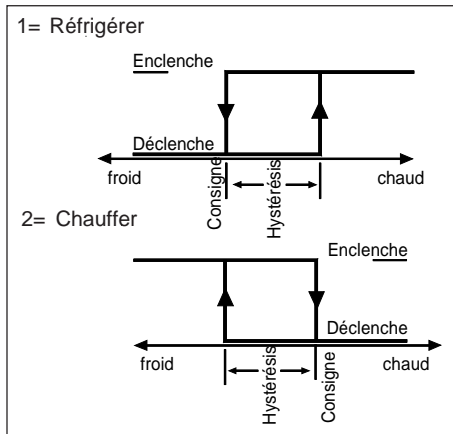 1= Réfrigérer
Enclenche
Déclenche
froid
Consigne
Hystérésis
chaud
2= Chauffer
Enclenche
Déclenche
froid
Hystérésis
Consigne
chaud